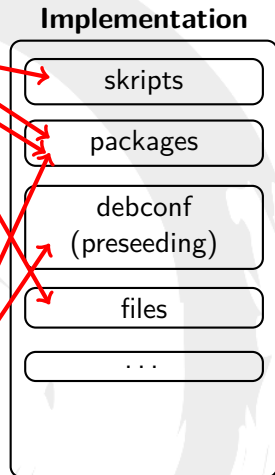 Implementation
skripts
packages
debconf
(preseeding)
files
...